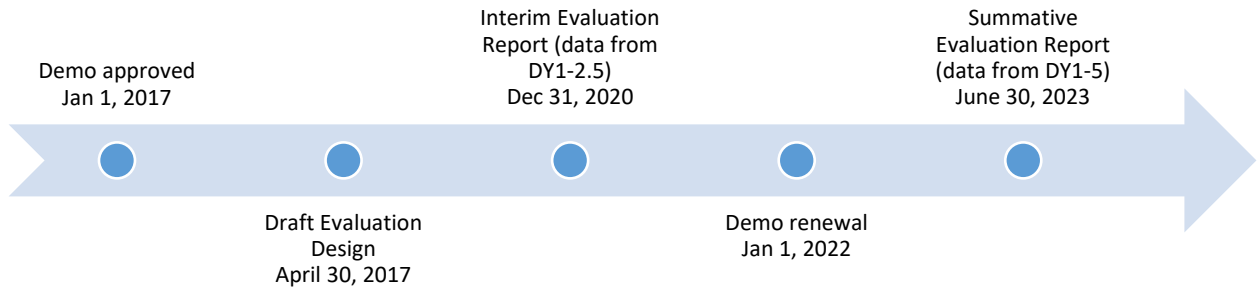 Demo approved
Jan 1, 2017
Draft Evaluation
Design
April 30, 2017
Interim Evaluation
Report (data from
DY1-2.5)
Dec 31, 2020
Demo renewal
Jan 1, 2022
Summative
Evaluation Report
(data from DY1-5)
June 30, 2023